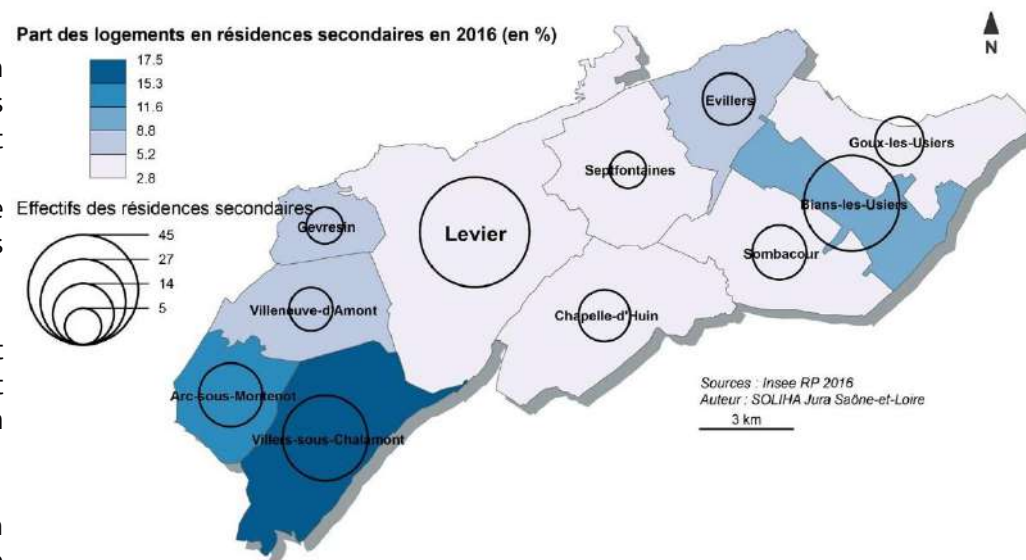 Part des logements en résidences secondaires en 2016 (en %)
17.5
15.3
11.6
8.8
5.2
2.8
Effectifs des résidences secondaires
45
27
14
5
N
Evillers
Goux-les-Usiers
Septfontaines
Bians-les-Usiers
Gevresin
Levier
Sombacour
Villeneuve-d'Amont
Chapelle-d'Huin
Arc-sous-Montenot
Villers-sous-Chalamont
Sources : Insee RP 2016
Auteur : SOLIHA Jura Saône-et-Loire
3 km